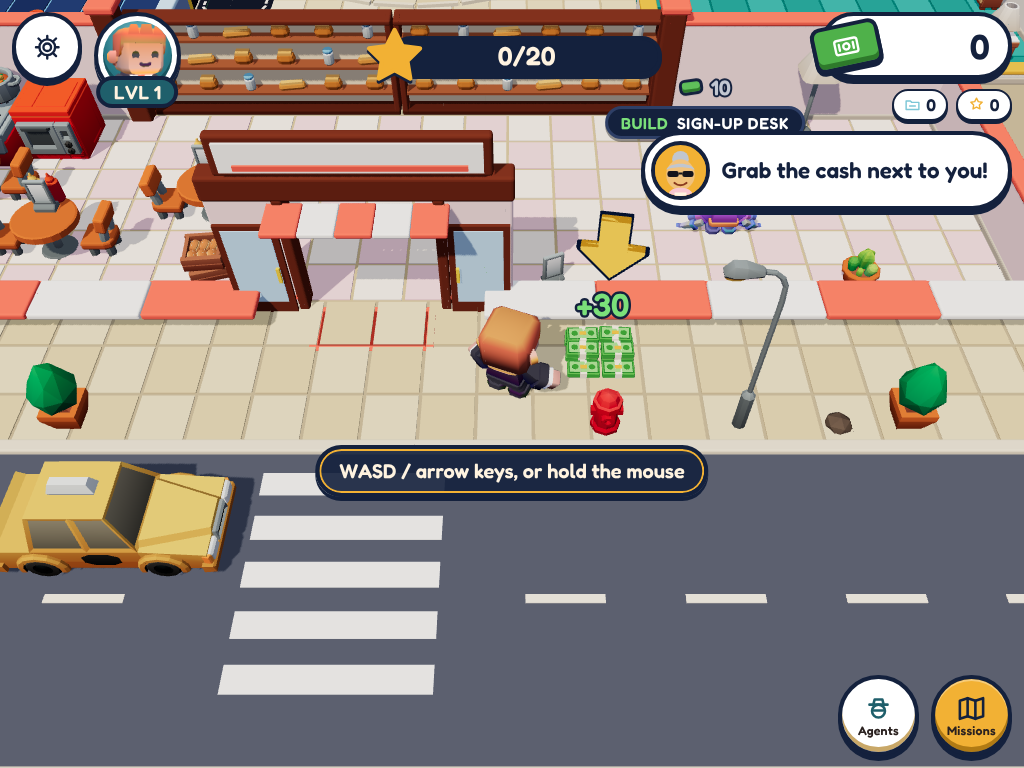 0/20
0
LVL 1
10
0
0
BUILD SIGN-UP DESK
Grab the cash next to you!
+30
WASD / arrow keys, or hold the mouse
Agents
Missions